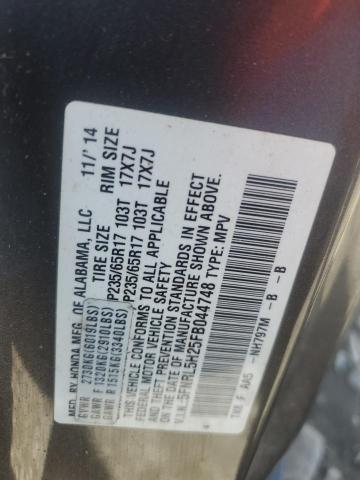 MFD. BY HONDA MFG. OF ALABAMA, LLC 11/'14
GVWR 2730KG(6019LBS) TIRE SIZE RIM SIZE
GAWR F 1320KG(2910LBS) P235/65R17 103T 17X7J
GAWR R 1515KG(3340LBS) P235/65R17 103T 17X7J
THIS VEHICLE CONFORMS TO ALL APPLICABLE
FEDERAL MOTOR VEHICLE SAFETY
AND THEFT PREVENTION STANDARDS IN EFFECT
ON THE DATE OF MANUFACTURE SHOWN ABOVE.
V.I.N.: TYPE: MPV
AA5 NH797M - B - B